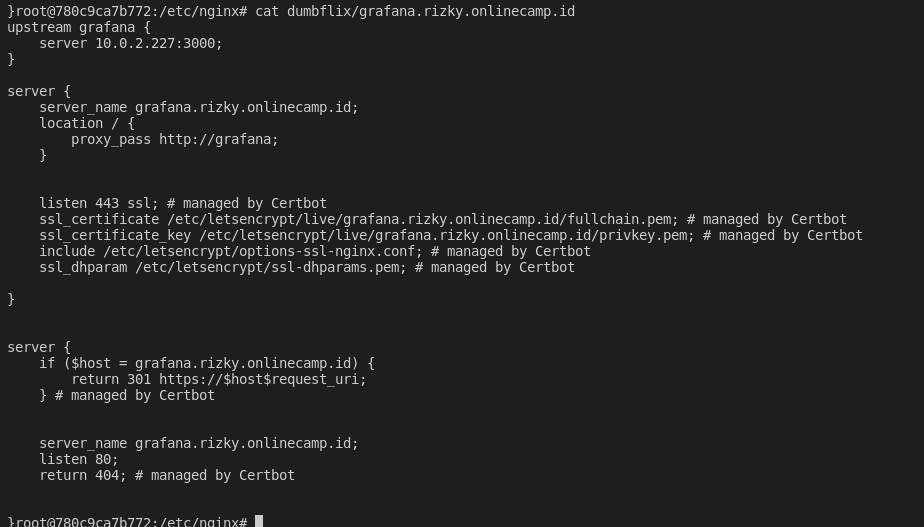 }root@780c9ca7b772:/etc/nginx# cat dumbflix/grafana.rizky.onlinecamp.id
upstream grafana {
    server 10.0.2.227:3000;
}

server {
    server_name grafana.rizky.onlinecamp.id;
    location / {
        proxy_pass http://grafana;
    }


    listen 443 ssl; # managed by Certbot
    ssl_certificate /etc/letsencrypt/live/grafana.rizky.onlinecamp.id/fullchain.pem; # managed by Certbot
    ssl_certificate_key /etc/letsencrypt/live/grafana.rizky.onlinecamp.id/privkey.pem; # managed by Certbot
    include /etc/letsencrypt/options-ssl-nginx.conf; # managed by Certbot
    ssl_dhparam /etc/letsencrypt/ssl-dhparams.pem; # managed by Certbot

}


server {
    if ($host = grafana.rizky.onlinecamp.id) {
        return 301 https://$host$request_uri;
    } # managed by Certbot


    server_name grafana.rizky.onlinecamp.id;
    listen 80;
    return 404; # managed by Certbot


}root@780c9ca7b772:/etc/nginx#